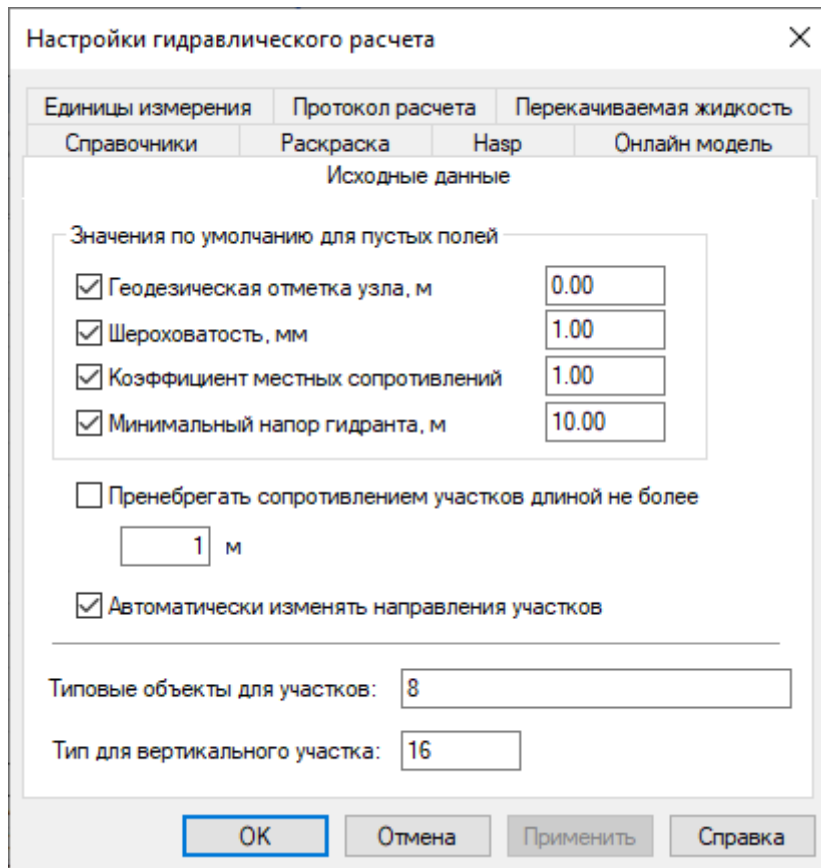 Настройки гидравлического расчета
Единицы измерения Протокол расчета Перекачиваемая жидкость
Справочники Раскраска Hasp Онлайн модель
Исходные данные
Значения по умолчанию для пустых полей
Геодезическая отметка узла, м 0.00
Шероховатость, мм 1.00
Коэффициент местных сопротивлений 1.00
Минимальный напор гидранта, м 10.00
Пренебрегать сопротивлением участков длиной не более
1 м
Автоматически изменять направления участков
Типовые объекты для участков: 8
Тип для вертикального участка: 16
OK Отмена Применить Справка